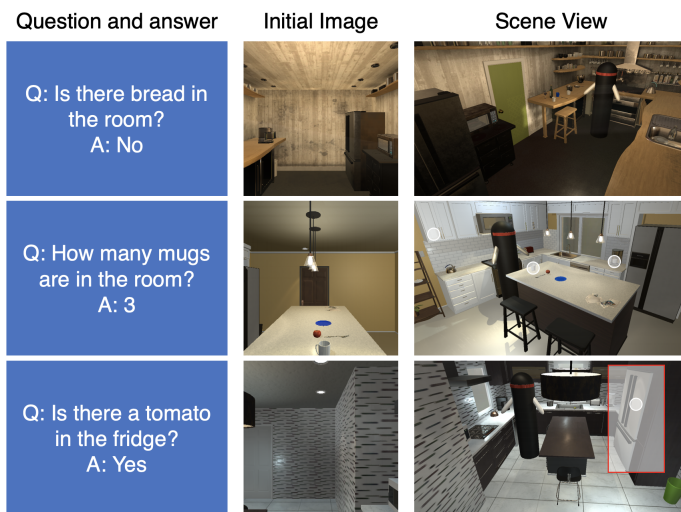 Question and answer
Initial Image
Scene View
Q: Is there bread in
the room?
A: No
Q: How many mugs
are in the room?
A: 3
Q: Is there a tomato
in the fridge?
A: Yes